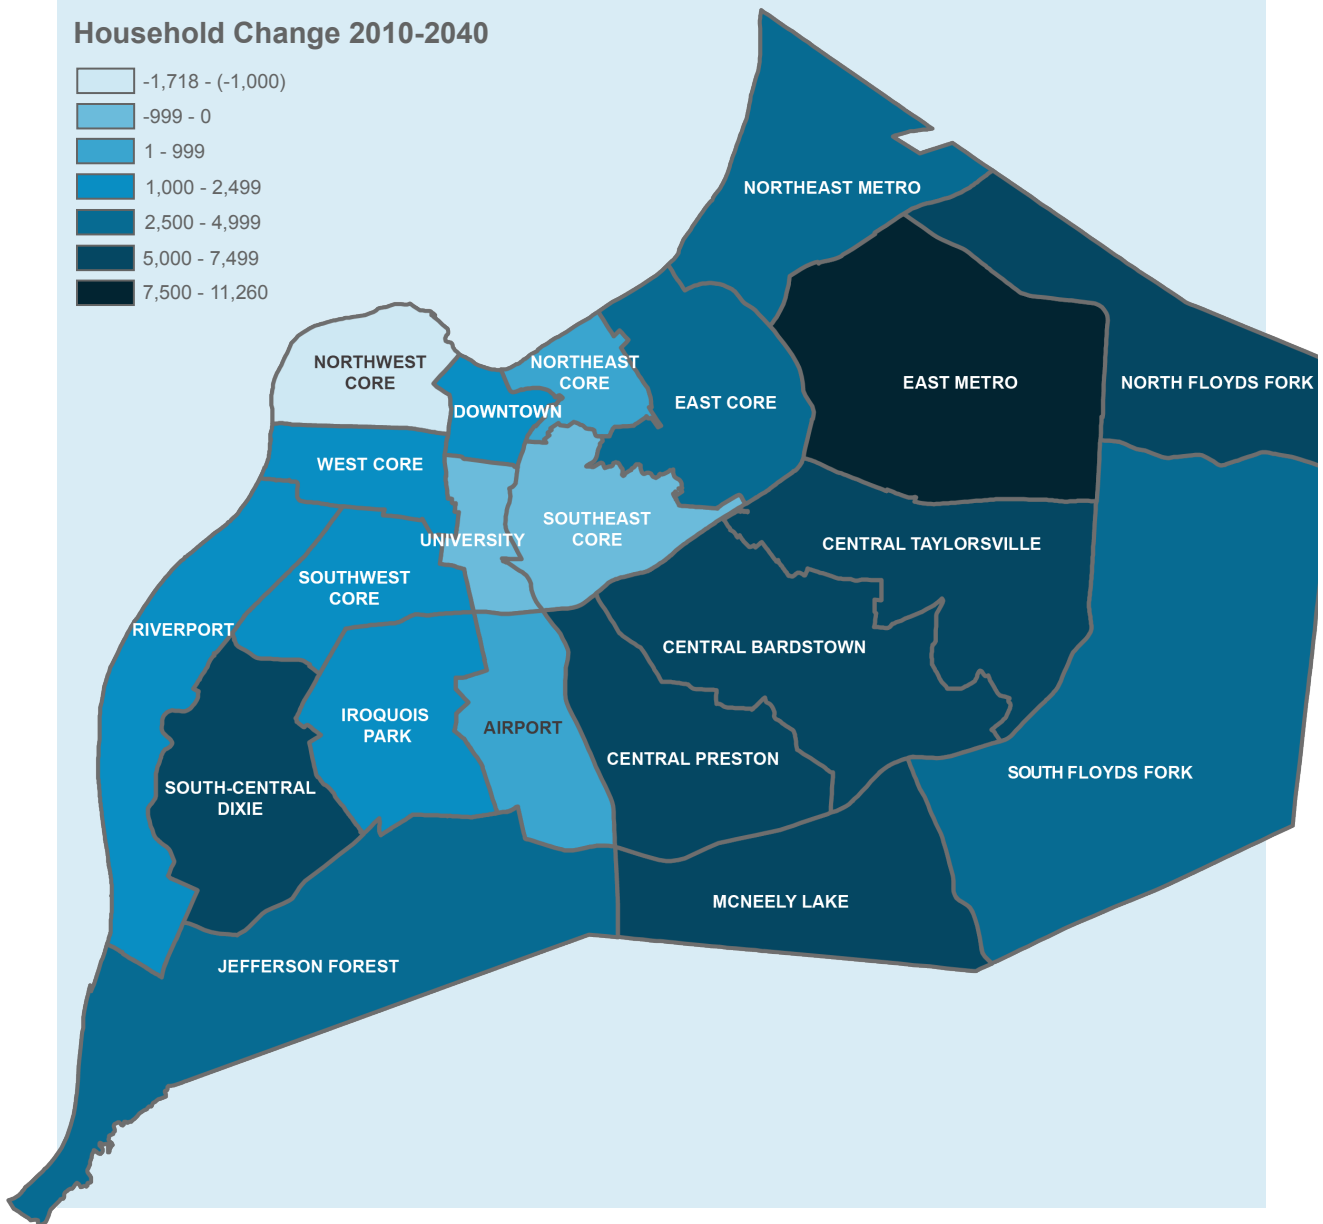 Household Change 2010-2040
-1,718 - (-1,000)
-999 - 0
1 - 999
1,000 - 2,499
2,500 - 4,999
5,000 - 7,499
7,500 - 11,260
NORTHEAST METRO
NORTHWEST
CORE
NORTHEAST
CORE
EAST METRO
NORTH FLOYDS FORK
DOWNTOWN
EAST CORE
WEST CORE
SOUTHEAST
CORE
UNIVERSITY
CENTRAL TAYLORSVILLE
SOUTHWEST
CORE
RIVERPORT
CENTRAL BARDSTOWN
IROQUOIS
PARK
AIRPORT
CENTRAL PRESTON
SOUTH FLOYDS FORK
SOUTH-CENTRAL
DIXIE
MCNEELY LAKE
JEFFERSON FOREST